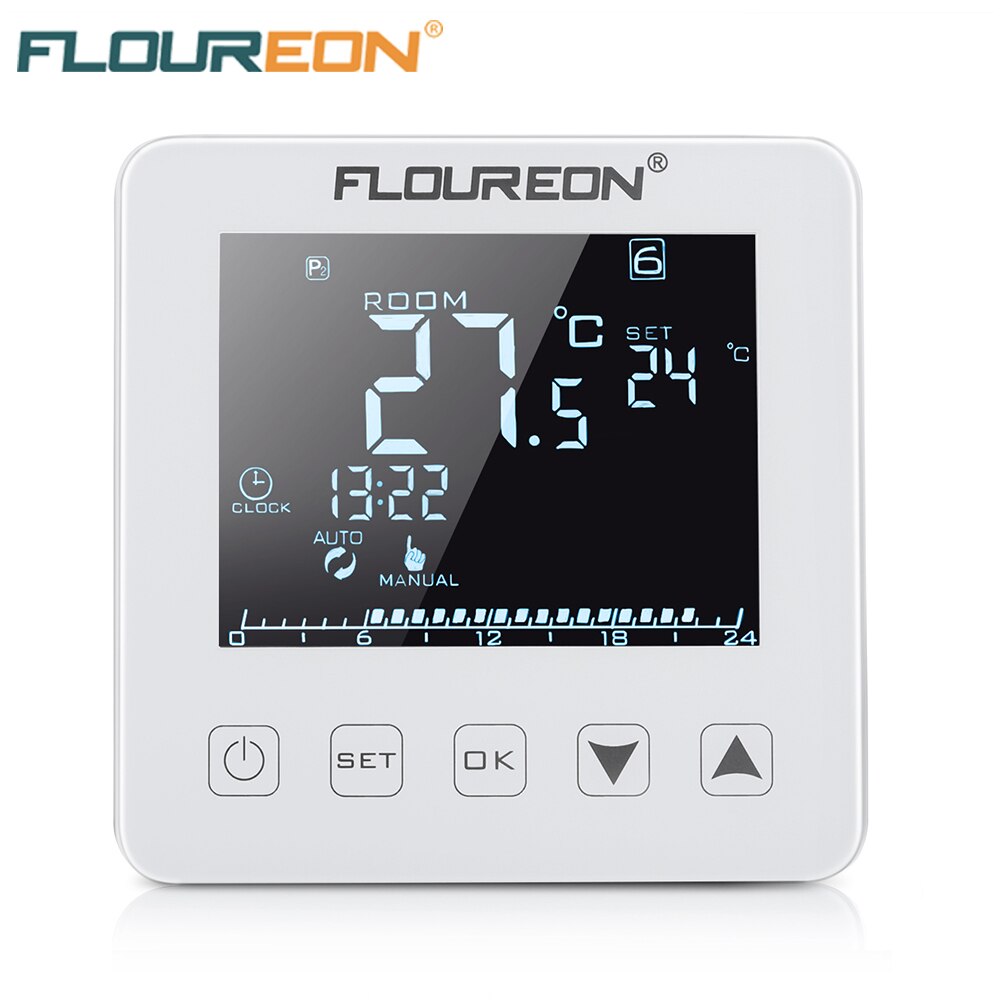 FLOUREON®
FLOUREON®
P2
6
ROOM
27.5 °C
SET
24 °C
CLOCK
13:22
AUTO
MANUAL
0 6 12 18 24
SET
OK